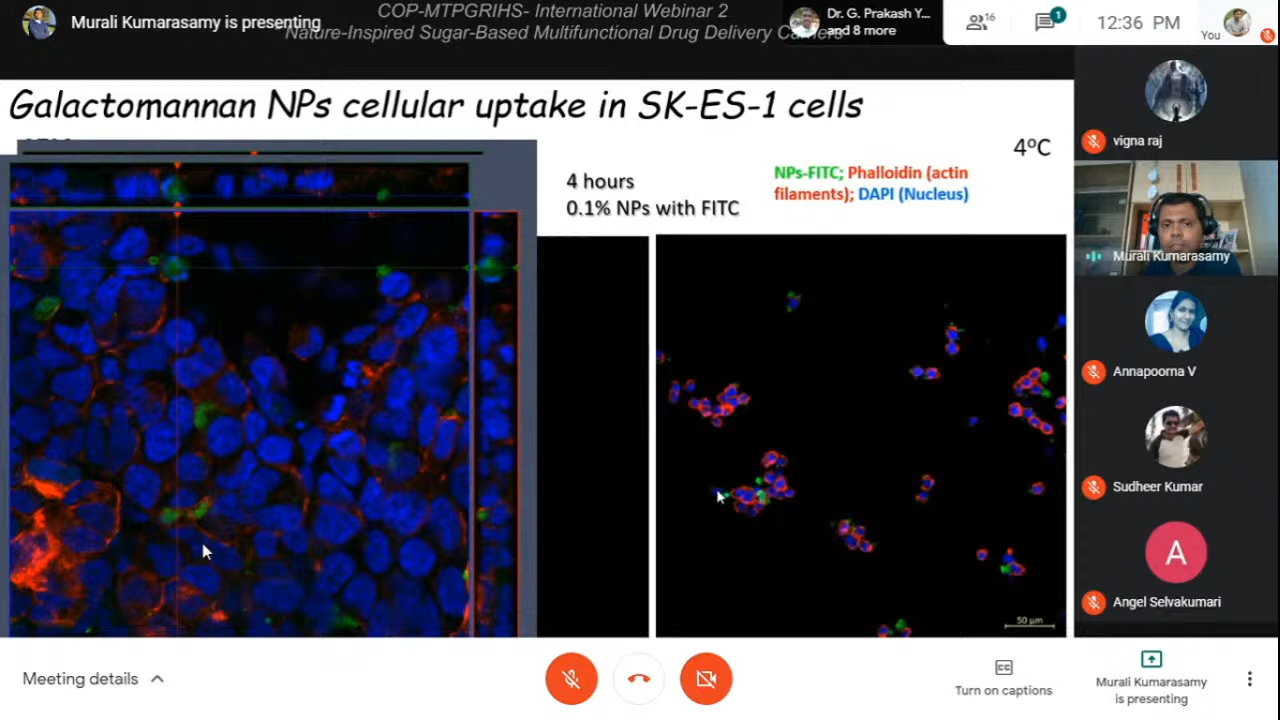 Murali Kumarasamy is presenting
COP-MTPGRIHS- International Webinar 2
Nature-Inspired Sugar-Based Multifunctional Drug Delivery Carriers
Dr. G. Prakash Y...
and 8 more
16
1
12:36 PM
You
Galactomannan NPs cellular uptake in SK-ES-1 cells
4°C
4 hours
0.1% NPs with FITC
NPs-FITC; Phalloidin (actin
filaments); DAPI (Nucleus)
50 µm
vigna raj
Murali Kumarasamy
Annapoorna V
Sudheer Kumar
A
Angel Selvakumari
Meeting details
Turn on captions
Murali Kumarasamy
is presenting